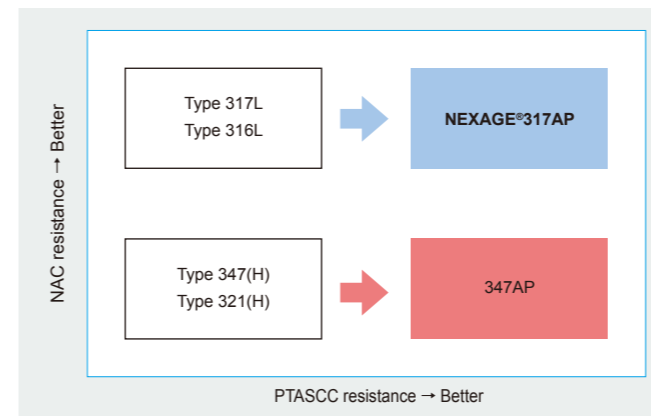 NAC resistance → Better
Type 317L
Type 316L
NEXAGE®317AP
Type 347(H)
Type 321(H)
347AP
PTASCC resistance → Better